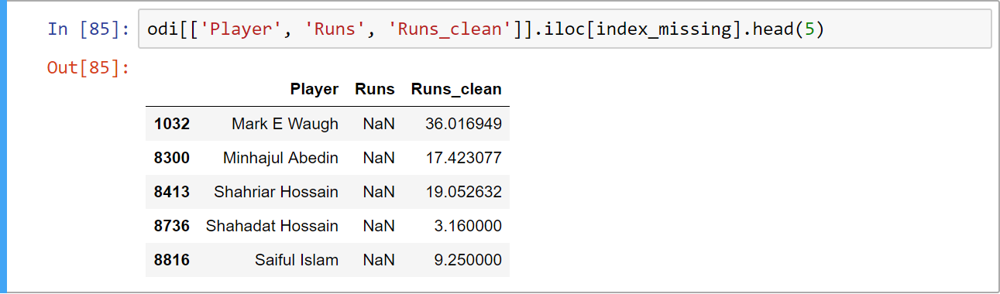 In [85]: odi[['Player', 'Runs', 'Runs_clean']].iloc[index_missing].head(5)
Out[85]:
Player Runs Runs_clean
1032 Mark E Waugh NaN 36.016949
8300 Minhajul Abedin NaN 17.423077
8413 Shahriar Hossain NaN 19.052632
8736 Shahadat Hossain NaN 3.160000
8816 Saiful Islam NaN 9.250000